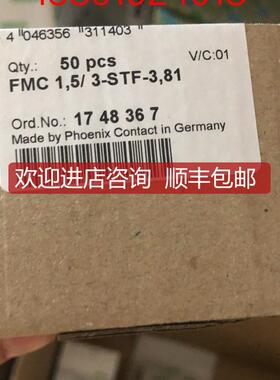 4 046356 311403
V/C:01
Qty.: 50 pcs
FMC 1,5/ 3-STF-3,81
Ord.No.: 17 48 36 7
Made by Phoenix Contact in Germany
欢迎进店咨询 顺丰包邮